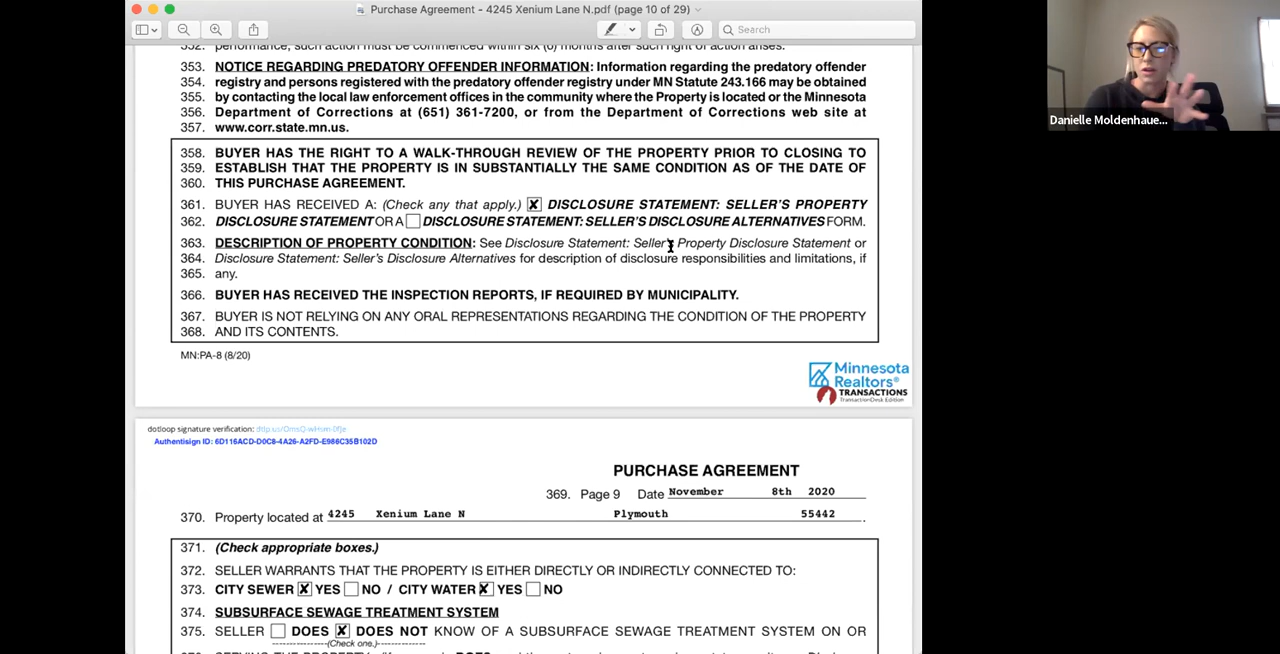 Purchase Agreement - 4245 Xenium Lane N.pdf (page 10 of 29)
Search
352. performance, such action must be commenced within six (6) months after such right of action arises.
353. NOTICE REGARDING PREDATORY OFFENDER INFORMATION: Information regarding the predatory offender
354. registry and persons registered with the predatory offender registry under MN Statute 243.166 may be obtained
355. by contacting the local law enforcement offices in the community where the Property is located or the Minnesota
356. Department of Corrections at (651) 361-7200, or from the Department of Corrections web site at
357. www.corr.state.mn.us.
358. BUYER HAS THE RIGHT TO A WALK-THROUGH REVIEW OF THE PROPERTY PRIOR TO CLOSING TO
359. ESTABLISH THAT THE PROPERTY IS IN SUBSTANTIALLY THE SAME CONDITION AS OF THE DATE OF
360. THIS PURCHASE AGREEMENT.
361. BUYER HAS RECEIVED A: (Check any that apply.) X DISCLOSURE STATEMENT: SELLER'S PROPERTY
362. DISCLOSURE STATEMENT OR A DISCLOSURE STATEMENT: SELLER'S DISCLOSURE ALTERNATIVES FORM.
363. DESCRIPTION OF PROPERTY CONDITION: See Disclosure Statement: Seller's Property Disclosure Statement or
364. Disclosure Statement: Seller's Disclosure Alternatives for description of disclosure responsibilities and limitations, if
365. any.
366. BUYER HAS RECEIVED THE INSPECTION REPORTS, IF REQUIRED BY MUNICIPALITY.
367. BUYER IS NOT RELYING ON ANY ORAL REPRESENTATIONS REGARDING THE CONDITION OF THE PROPERTY
368. AND ITS CONTENTS.
MN:PA-8 (8/20)
Minnesota
Realtors®
TRANSACTIONS
TransactionDesk Edition
dotloop signature verification:
Authentisign ID: 6D116ACD-D0C8-4A26-A2FD-E986C35B102D
PURCHASE AGREEMENT
369. Page 9 Date November 8th 2020
370. Property located at 4245 Xenium Lane N Plymouth 55442 .
371. (Check appropriate boxes.)
372. SELLER WARRANTS THAT THE PROPERTY IS EITHER DIRECTLY OR INDIRECTLY CONNECTED TO:
373. CITY SEWER X YES NO / CITY WATER X YES NO
374. SUBSURFACE SEWAGE TREATMENT SYSTEM
375. SELLER DOES X DOES NOT KNOW OF A SUBSURFACE SEWAGE TREATMENT SYSTEM ON OR
(Check one.)
Danielle Moldenhaue...